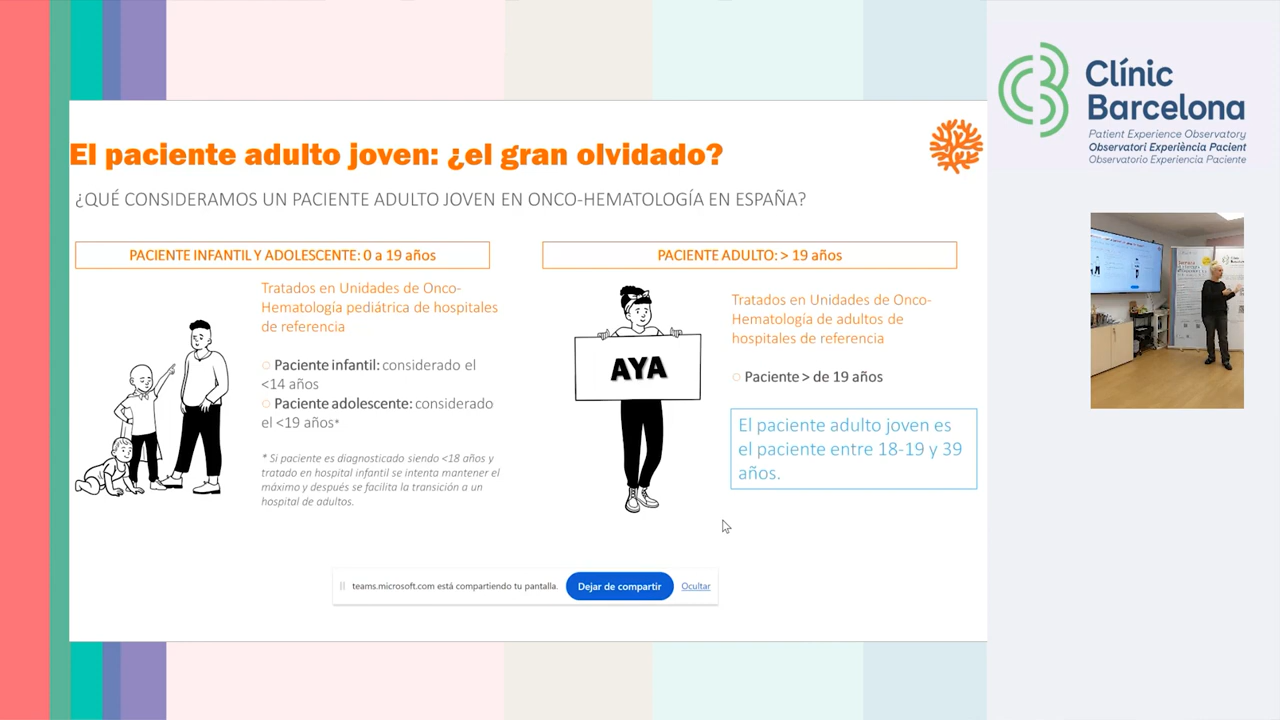 El paciente adulto joven: ¿el gran olvidado?
¿QUÉ CONSIDERAMOS UN PACIENTE ADULTO JOVEN EN ONCO-HEMATOLOGÍA EN ESPAÑA?
PACIENTE INFANTIL Y ADOLESCENTE: 0 a 19 años
Tratados en Unidades de Onco-
Hematología pediátrica de hospitales
de referencia
Paciente infantil: considerado el
<14 años
Paciente adolescente: considerado
el <19 años*
* Si paciente es diagnosticado siendo <18 años y
tratado en hospital infantil se intenta mantener el
máximo y después se facilita la transición a un
hospital de adultos.
PACIENTE ADULTO: > 19 años
AYA
Tratados en Unidades de Onco-
Hematología de adultos de
hospitales de referencia
Paciente > de 19 años
El paciente adulto joven es
el paciente entre 18-19 y 39
años.
teams.microsoft.com está compartiendo tu pantalla.
Dejar de compartir
Ocultar
Clínic
Barcelona
Patient Experience Observatory
Observatori Experiència Pacient
Observatorio Experiencia Paciente